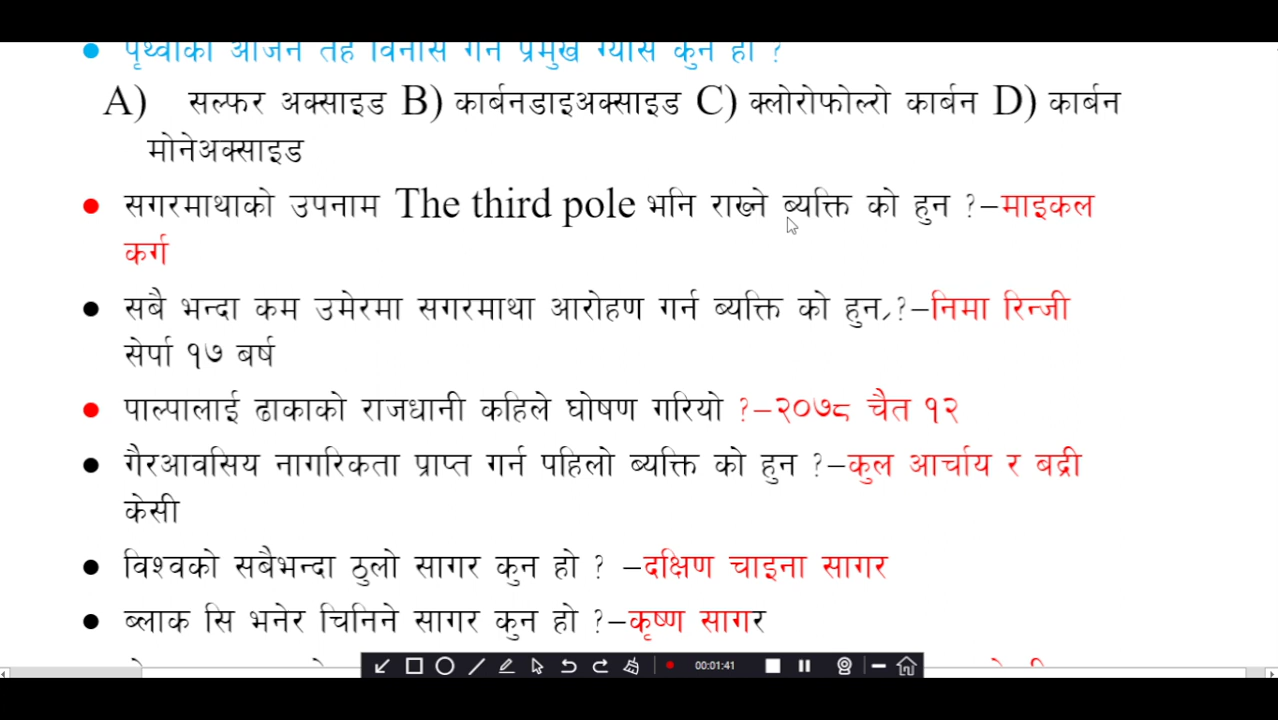 पृथ्वीको ओजन तह विनास गर्ने प्रमुख ग्यास कुन हो ?
A) सल्फर अक्साइड B) कार्बनडाइअक्साइड C) क्लोरोफोल्रो कार्बन D) कार्बन
मोनेअक्साइड
सगरमाथाको उपनाम The third pole भनि राख्ने ब्यक्ति को हुन ?–माइकल
कर्ग
सबै भन्दा कम उमेरमा सगरमाथा आरोहण गर्न ब्यक्ति को हुन,?–निमा रिन्जी
सेर्पा १७ बर्ष
पाल्पालाई ढाकाको राजधानी कहिले घोषण गरियो ?–२०७८ चैत १२
गैरआवसिय नागरिकता प्राप्त गर्न पहिलो ब्यक्ति को हुन ?–कुल आर्चाय र बद्री
केसी
विश्वको सबैभन्दा ठुलो सागर कुन हो ? –दक्षिण चाइना सागर
ब्लाक सि भनेर चिनिने सागर कुन हो ?–कृष्ण सागर
00:01:41